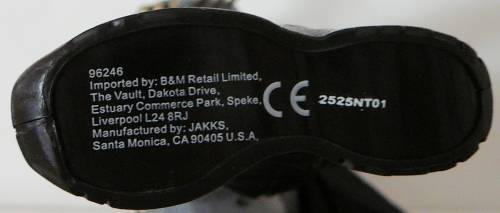 96246
Imported by: B&M Retail Limited,
The Vault, Dakota Drive,
Estuary Commerce Park, Speke,
Liverpool L24 8RJ
Manufactured by: JAKKS,
Santa Monica, CA 90405 U.S.A.
CE 2525NT01